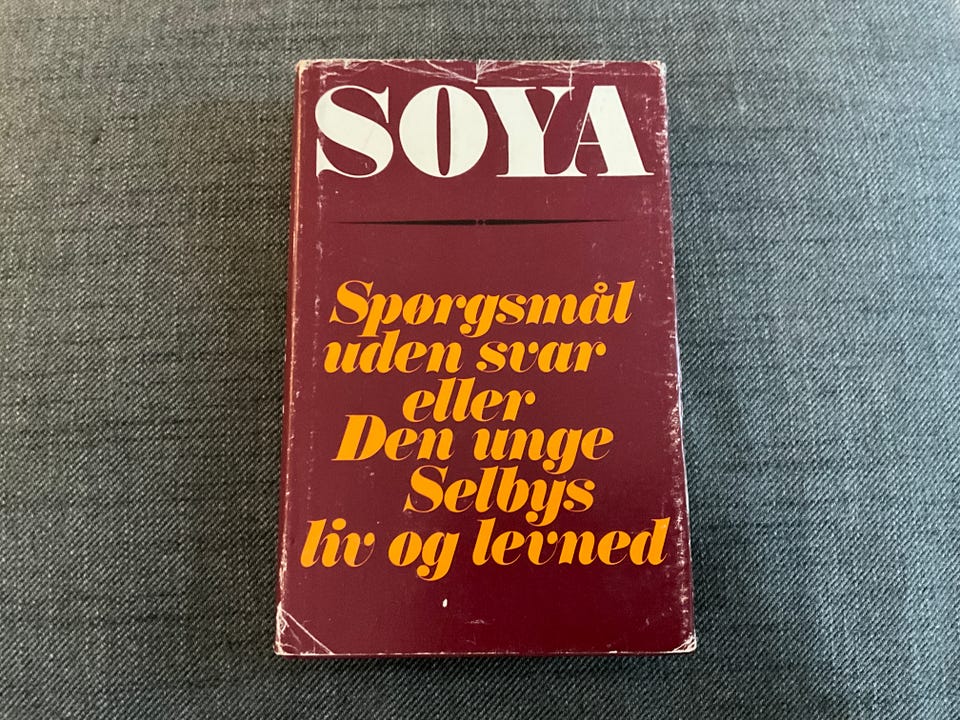 SOYA
Spørgsmål
uden svar
eller
Den unge
Selbys
liv og levned